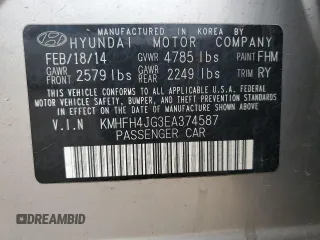 MANUFACTURED IN KOREA BY
HYUNDAI MOTOR COMPANY
FEB/18/14 GVWR 4785 lbs PAINT FHM
GAWR FRONT 2579 lbs GAWR REAR 2249 lbs TRIM RY
THIS VEHICLE CONFORMS TO ALL APPLICABLE U.S. FEDERAL
MOTOR VEHICLE SAFETY, BUMPER, AND THEFT PREVENTION
STANDARDS IN EFFECT ON THE DATE OF MANUFACTURE SHOWN ABOVE.
V.I.N KMHFH4JG3EA374587
PASSENGER CAR
DREAMBID